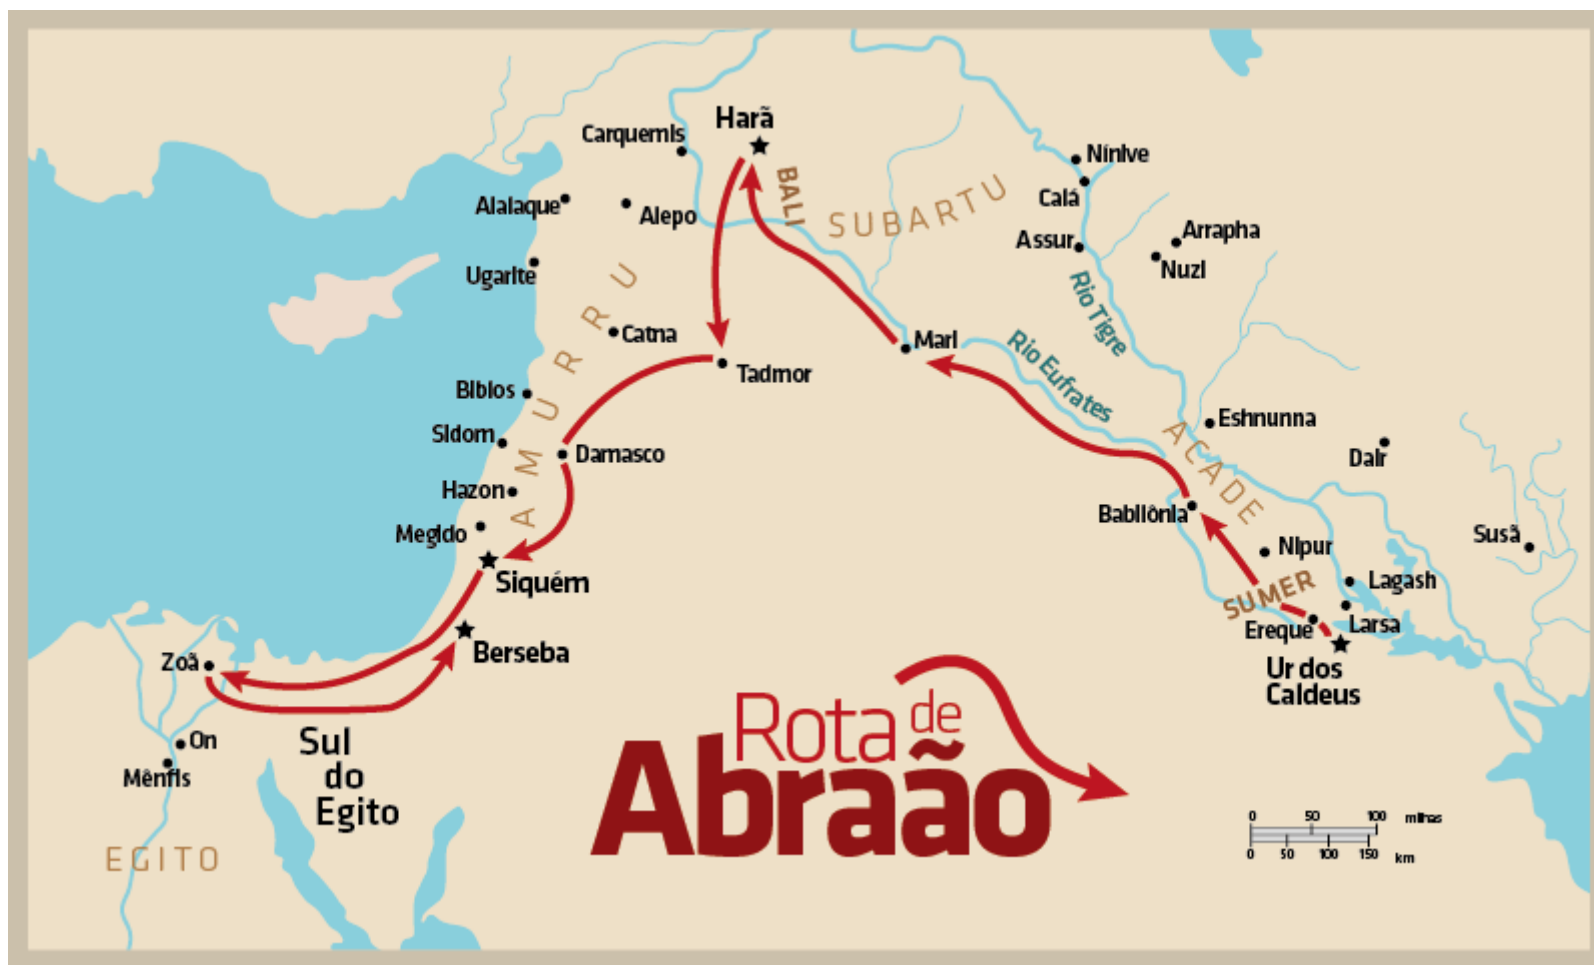 Harã
Carquemis
BALI
Nínive
Calá
SUBARTU
Alalaque
Alepo
Assur
Arrapha
Nuzi
Ugarite
Rio Tigre
AMURRU
Catna
Mari
Rio Eufrates
Tadmor
Biblos
Sidom
Damasco
Eshnunna
ACADE
Dair
Hazon
Megido
Babilônia
Siquém
Nipur
Susã
SUMER
Lagash
Larsa
Ereque
Ur dos
Caldeus
Berseba
Zoã
On
Mênfis
Sul
do
Egito
EGITO
Rota de
Abraão
0 50 100 milhas
0 50 100 150 km